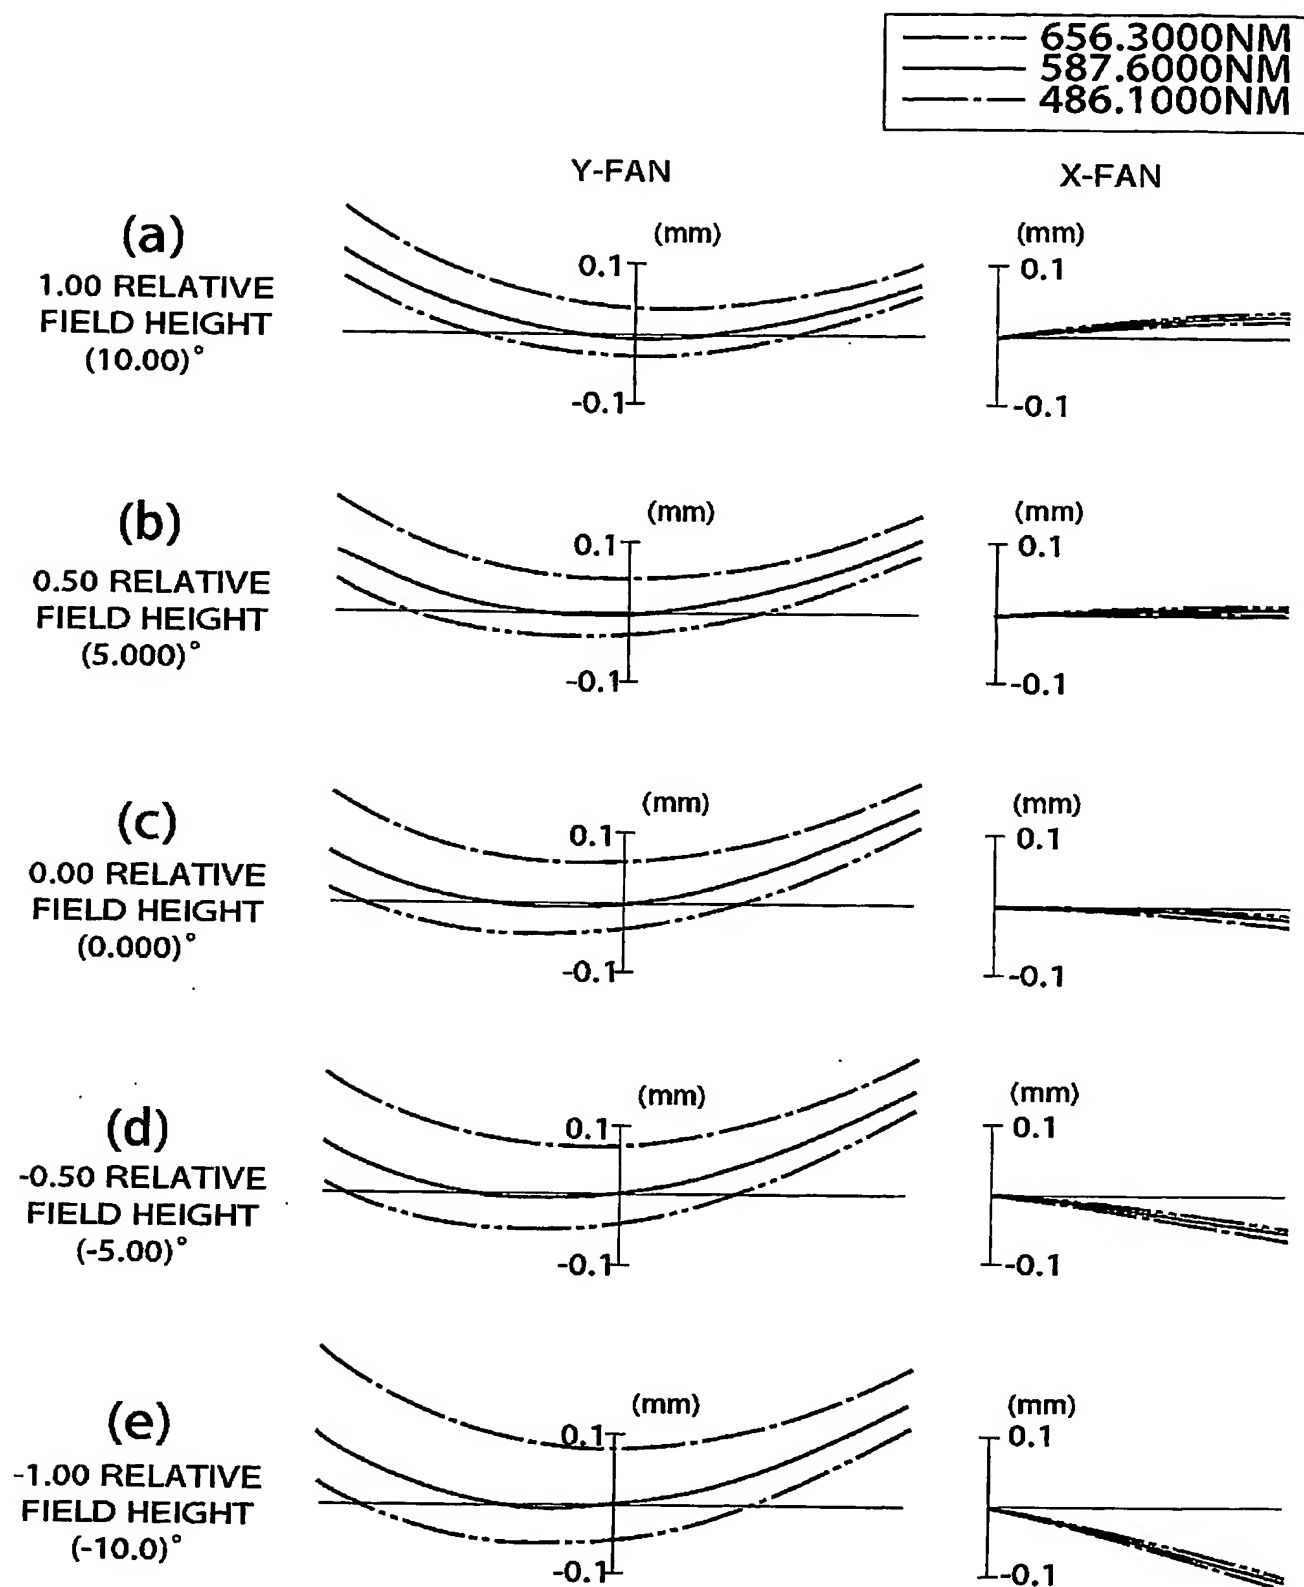 656.3000NM
587.6000NM
486.1000NM
Y-FAN
X-FAN
(a)
1.00 RELATIVE
FIELD HEIGHT
(10.00)°
(mm)
0.1
-0.1
(mm)
0.1
-0.1
(b)
0.50 RELATIVE
FIELD HEIGHT
(5.000)°
(mm)
0.1
-0.1
(mm)
0.1
-0.1
(c)
0.00 RELATIVE
FIELD HEIGHT
(0.000)°
(mm)
0.1
-0.1
(mm)
0.1
-0.1
(d)
-0.50 RELATIVE
FIELD HEIGHT
(-5.00)°
(mm)
0.1
-0.1
(mm)
0.1
-0.1
(e)
-1.00 RELATIVE
FIELD HEIGHT
(-10.0)°
(mm)
0.1
-0.1
(mm)
0.1
-0.1